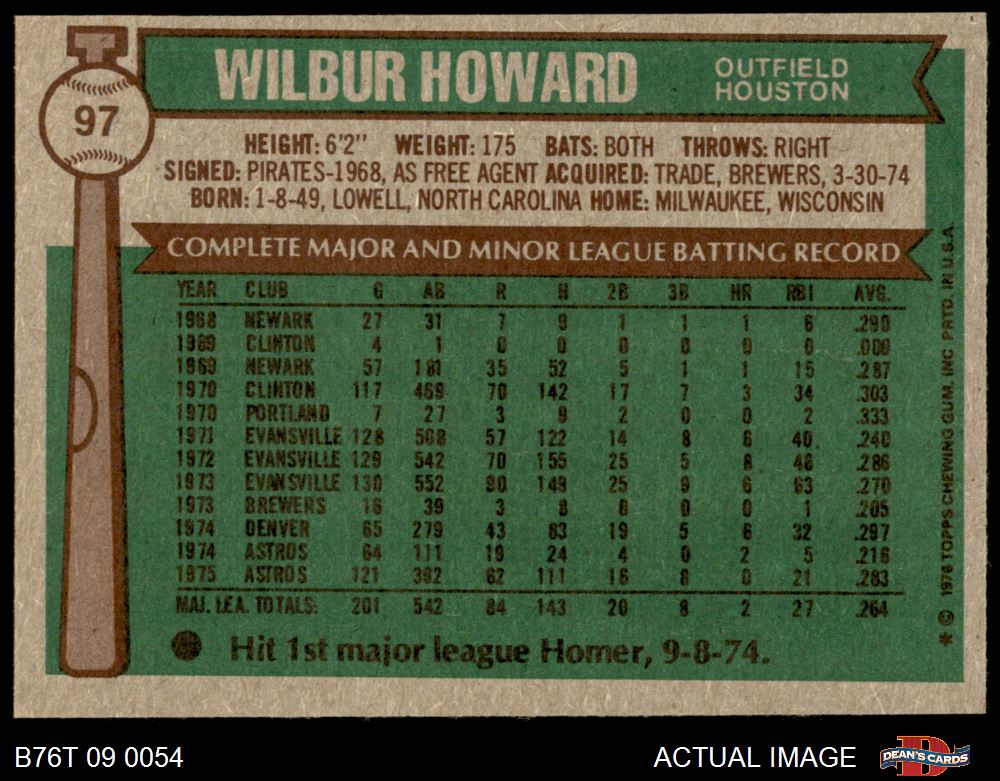 97
WILBUR HOWARD
OUTFIELD
HOUSTON
HEIGHT: 6'2" WEIGHT: 175 BATS: BOTH THROWS: RIGHT
SIGNED: PIRATES-1968, AS FREE AGENT ACQUIRED: TRADE, BREWERS, 3-30-74
BORN: 1-8-49, LOWELL, NORTH CAROLINA HOME: MILWAUKEE, WISCONSIN
COMPLETE MAJOR AND MINOR LEAGUE BATTING RECORD
YEAR CLUB G AB R H 2B 3B HR RBI AVG.
1968 NEWARK 27 31 7 9 1 1 1 6 .290
1969 CLINTON 4 1 0 0 0 0 0 0 .000
1969 NEWARK 57 181 35 52 5 1 1 15 .287
1970 CLINTON 117 469 70 142 17 7 3 34 .303
1970 PORTLAND 7 27 3 9 2 0 0 2 .333
1971 EVANSVILLE 128 508 57 122 14 8 6 40 .240
1972 EVANSVILLE 129 542 70 155 25 5 8 48 .286
1973 EVANSVILLE 130 552 80 149 25 9 6 63 .270
1973 BREWERS 16 39 3 8 0 0 0 1 .205
1974 DENVER 65 279 43 83 19 5 6 32 .297
1974 ASTROS 64 111 19 24 4 0 2 5 .216
1975 ASTROS 121 392 62 111 16 8 0 21 .283
MAJ. LEA. TOTALS: 201 542 84 143 20 8 2 27 .264
Hit 1st major league Homer, 9-8-74.
* © 1976 TOPPS CHEWING GUM, INC PRTD. IN U.S.A.
B76T 09 0054
ACTUAL IMAGE
DEAN'S CARDS